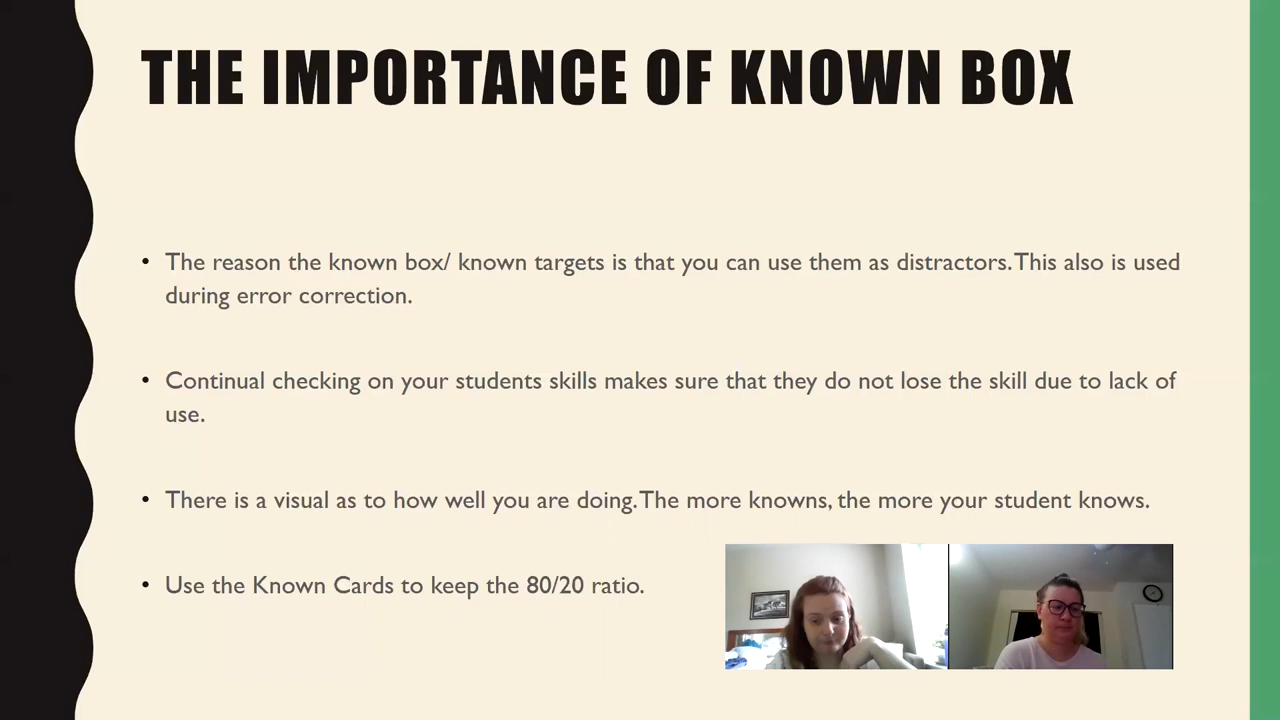 THE IMPORTANCE OF KNOWN BOX
• The reason the known box/ known targets is that you can use them as distractors.This also is used
during error correction.
• Continual checking on your students skills makes sure that they do not lose the skill due to lack of
use.
• There is a visual as to how well you are doing.The more knowns, the more your student knows.
• Use the Known Cards to keep the 80/20 ratio.